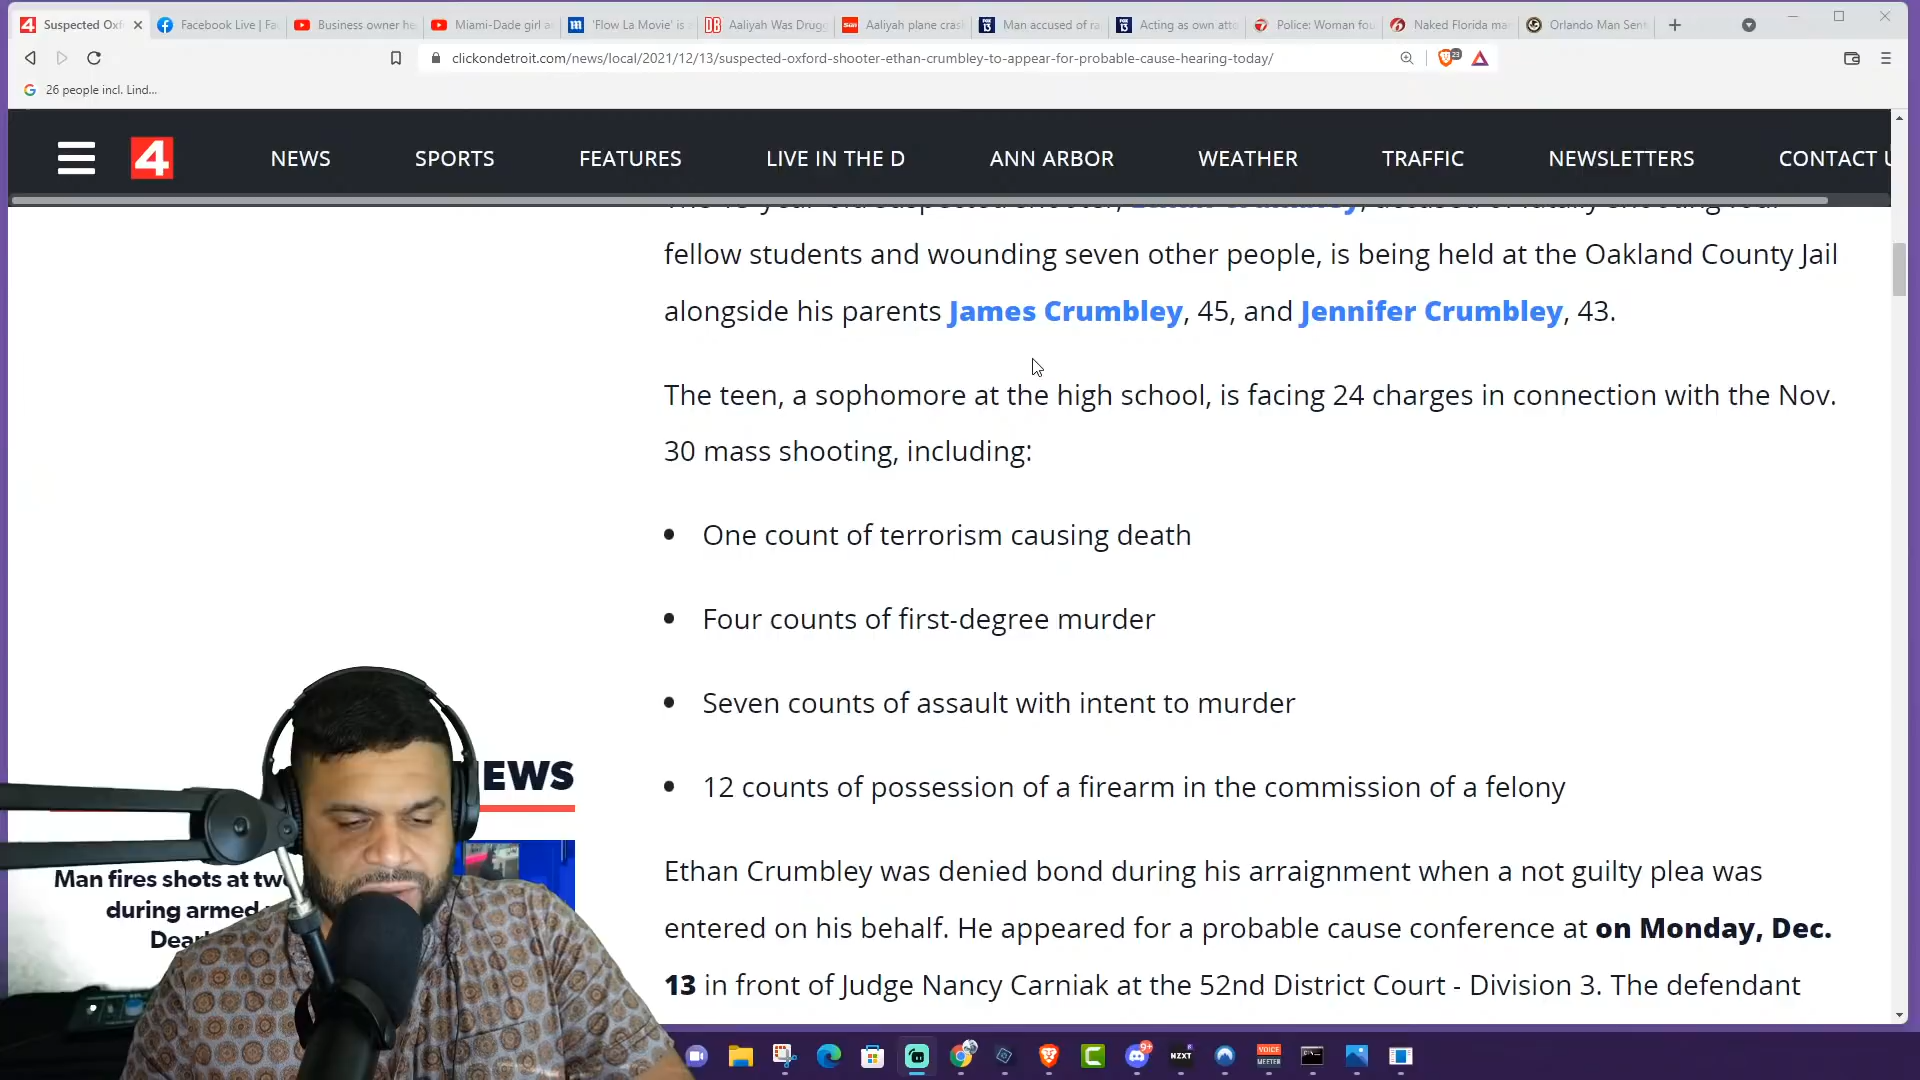 Suspected Oxf
Facebook Live | Fa
Business owner he
Miami-Dade girl a
'Flow La Movie' is
Aaliyah Was Drugg
Aaliyah plane cras
Man accused of ra
Acting as own atto
Police: Woman fou
Naked Florida ma
Orlando Man Sent
clickondetroit.com/news/local/2021/12/13/suspected-oxford-shooter-ethan-crumbley-to-appear-for-probable-cause-hearing-today/
26 people incl. Lind...
4 NEWS SPORTS FEATURES LIVE IN THE D ANN ARBOR WEATHER TRAFFIC NEWSLETTERS CONTACT U
fellow students and wounding seven other people, is being held at the Oakland County Jail
alongside his parents James Crumbley, 45, and Jennifer Crumbley, 43.
The teen, a sophomore at the high school, is facing 24 charges in connection with the Nov.
30 mass shooting, including:
• One count of terrorism causing death
• Four counts of first-degree murder
• Seven counts of assault with intent to murder
• 12 counts of possession of a firearm in the commission of a felony
Ethan Crumbley was denied bond during his arraignment when a not guilty plea was
entered on his behalf. He appeared for a probable cause conference at on Monday, Dec.
13 in front of Judge Nancy Carniak at the 52nd District Court - Division 3. The defendant
EWS
Man fires shots at tw
during armed
Dear
9+
NZXT
VOICE
MEETER